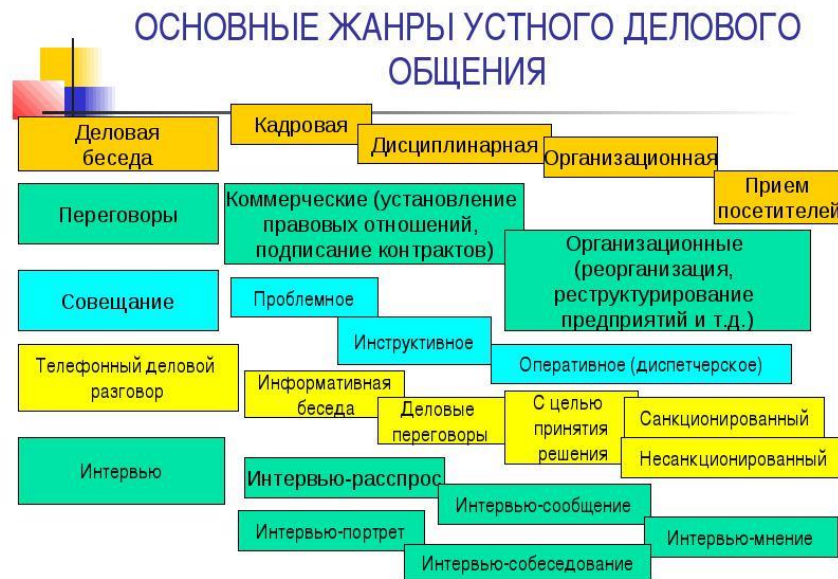 ОСНОВНЫЕ ЖАНРЫ УСТНОГО ДЕЛОВОГО
ОБЩЕНИЯ
Деловая
беседа
Кадровая
Дисциплинарная
Организационная
Прием
посетителей
Переговоры
Коммерческие (установление
правовых отношений,
подписание контрактов)
Организационные
(реорганизация,
реструктурирование
предприятий и т.д.)
Совещание
Проблемное
Инструктивное
Оперативное (диспетчерское)
Телефонный деловой
разговор
Информативная
беседа
Деловые
переговоры
С целью
принятия
решения
Санкционированный
Несанкционированный
Интервью
Интервью-расспрос
Интервью-сообщение
Интервью-портрет
Интервью-мнение
Интервью-собеседование